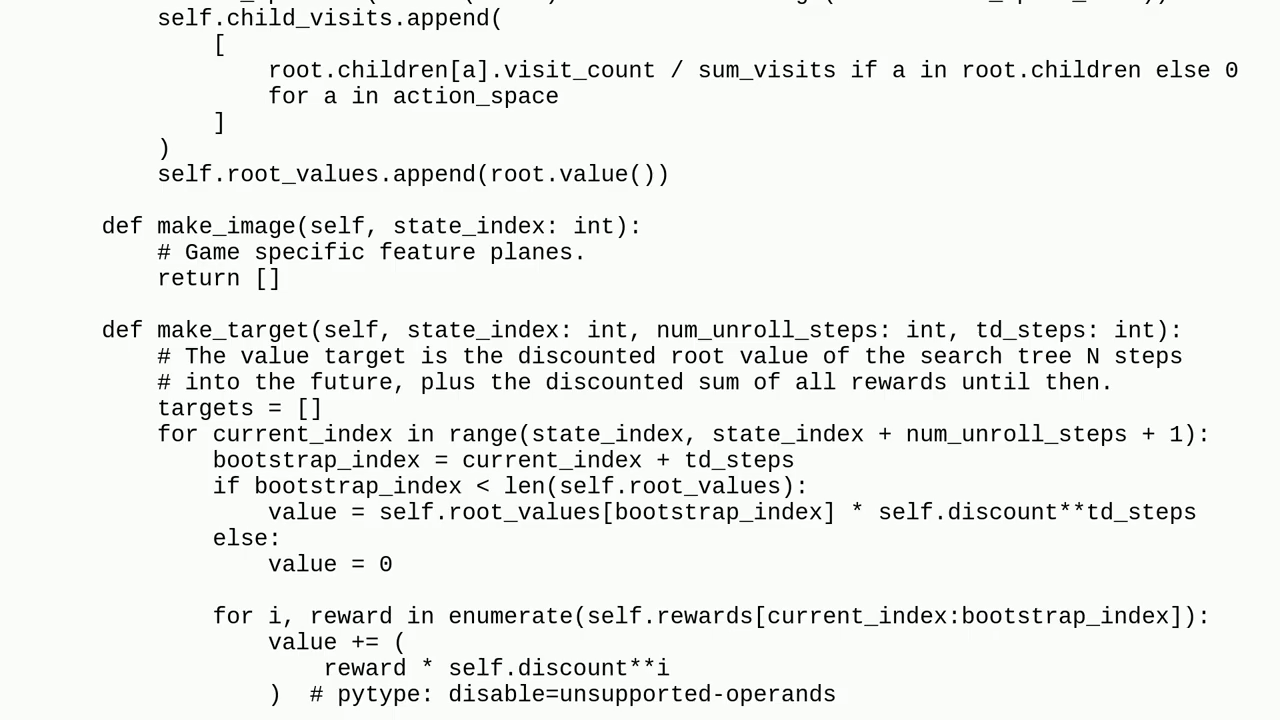 self.child_visits.append(
[
root.children[a].visit_count / sum_visits if a in root.children else 0
for a in action_space
]
)
self.root_values.append(root.value())
def make_image(self, state_index: int):
# Game specific feature planes.
return []
def make_target(self, state_index: int, num_unroll_steps: int, td_steps: int):
# The value target is the discounted root value of the search tree N steps
# into the future, plus the discounted sum of all rewards until then.
targets = []
for current_index in range(state_index, state_index + num_unroll_steps + 1):
bootstrap_index = current_index + td_steps
if bootstrap_index < len(self.root_values):
value = self.root_values[bootstrap_index] * self.discount**td_steps
else:
value = 0
for i, reward in enumerate(self.rewards[current_index:bootstrap_index]):
value += (
reward * self.discount**i
)  # pytype: disable=unsupported-operands